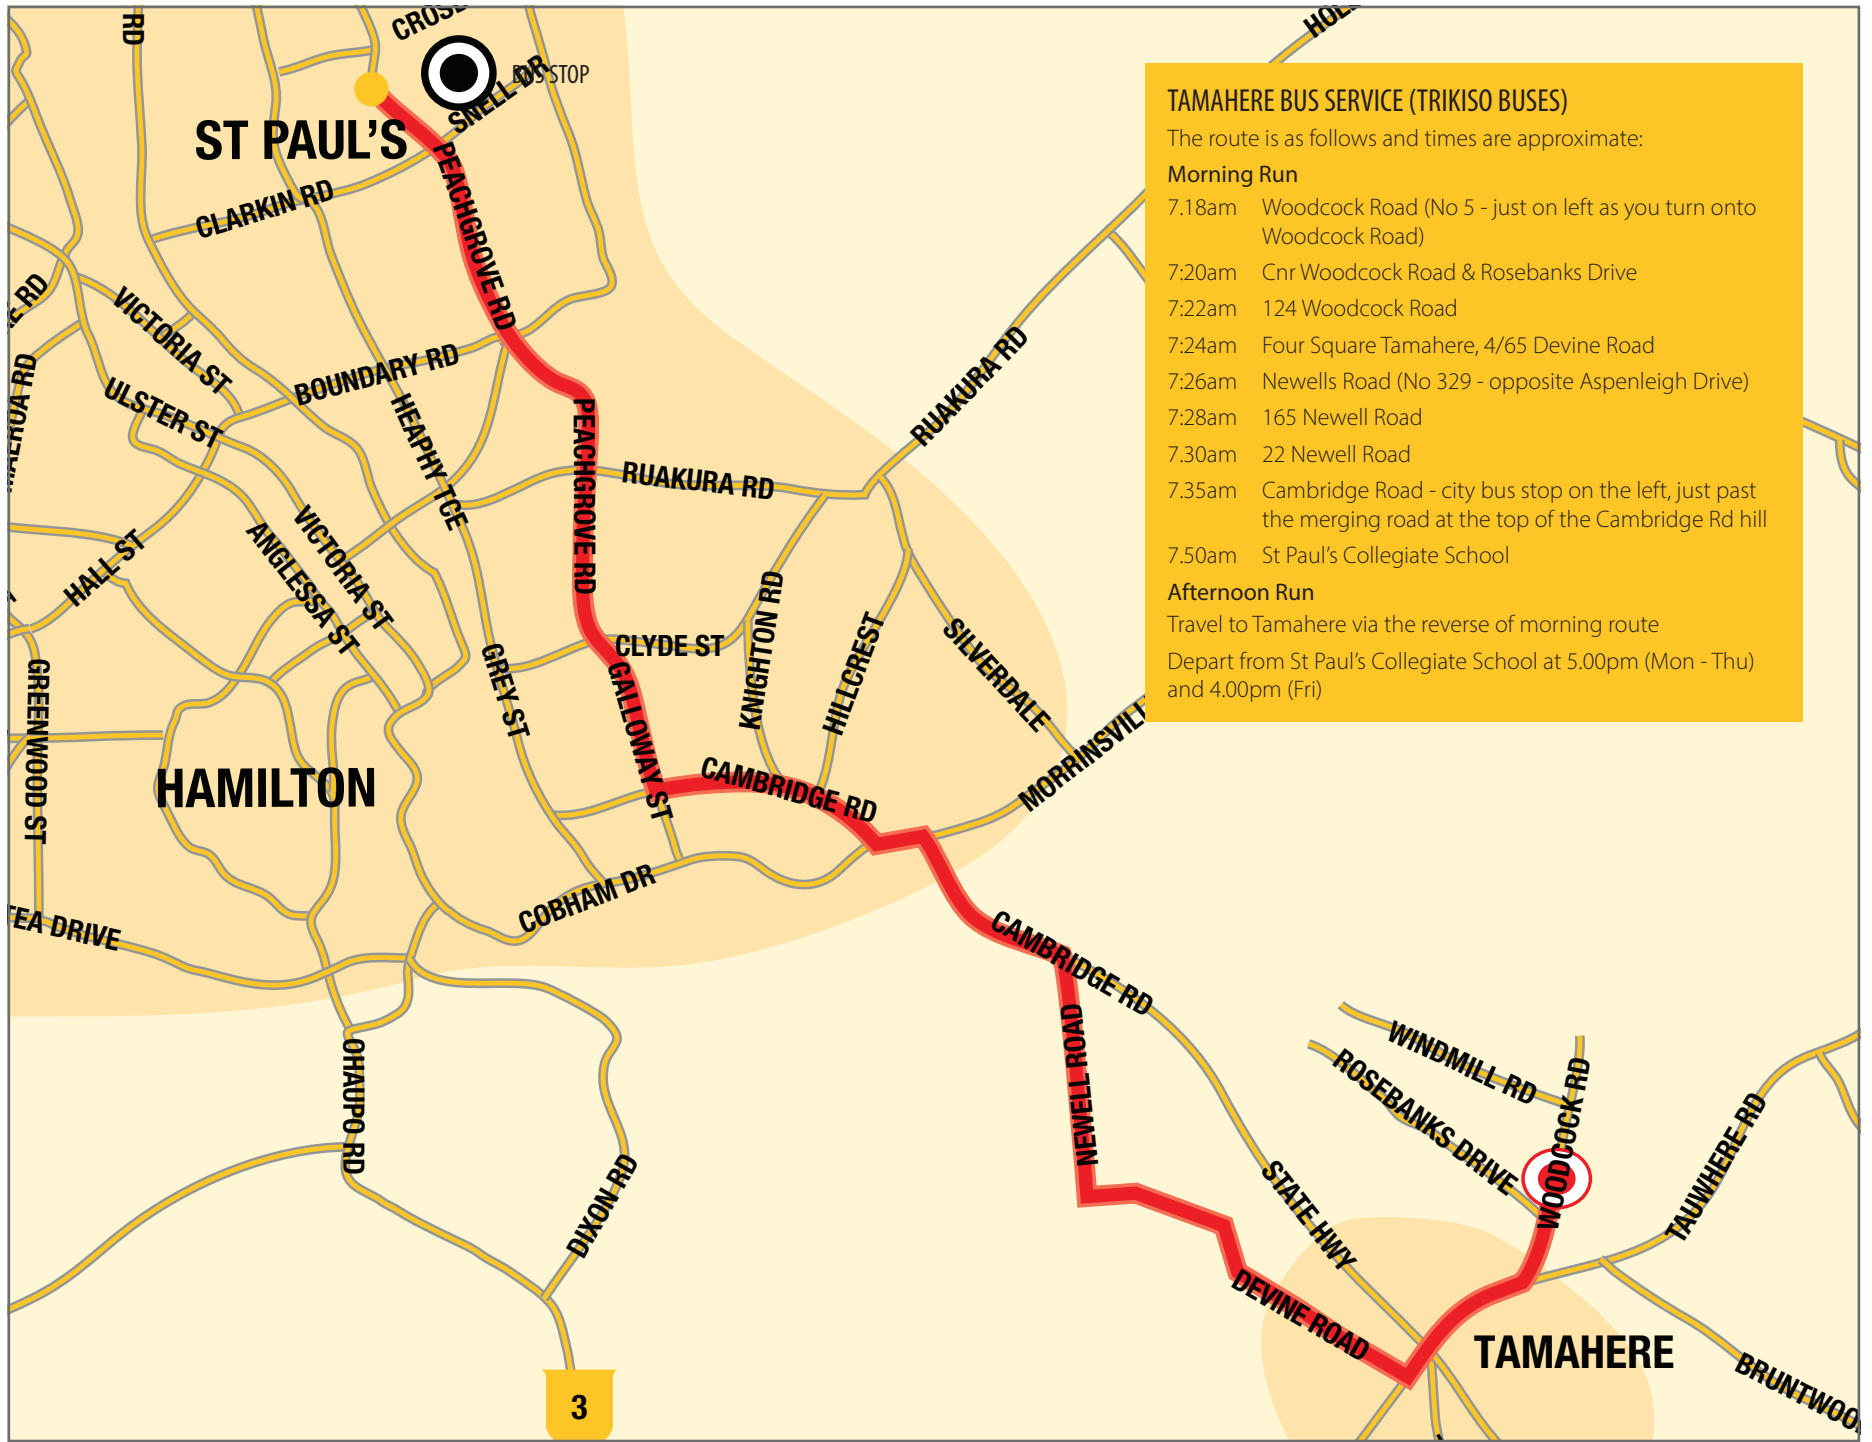 RD
BUS STOP
SNELL DR
ST PAUL'S
CLARKIN RD
PEACHGROVE RD
VICTORIA ST
BOUNDARY RD
ULSTER ST
HEAPHY TCE
RUAKURA RD
PEACHGROVE RD
RUAKURA RD
HALL ST
ANGLESSA ST
VICTORIA ST
KNIGHTON RD
HILLCREST
SILVERDALE
CLYDE ST
GREY ST
GALLOWAY ST
GREENWOOD ST
HAMILTON
CAMBRIDGE RD
COBHAM DR
DRIVE
CAMBRIDGE RD
NEWELL ROAD
OHAUPO RD
DIXON RD
3
WINDMILL RD
ROSEBANKS DRIVE
WOODCOCK RD
TAUWHERE RD
STATE HWY
DEVINE ROAD
TAMAHERE
TAMAHERE BUS SERVICE (TRIKISO BUSES)
The route is as follows and times are approximate:
Morning Run
7.18am Woodcock Road (No 5 - just on left as you turn onto
Woodcock Road)
7:20am Cnr Woodcock Road & Rosebanks Drive
7:22am 124 Woodcock Road
7:24am Four Square Tamahere, 4/65 Devine Road
7:26am Newells Road (No 329 - opposite Aspenleigh Drive)
7:28am 165 Newell Road
7.30am 22 Newell Road
7.35am Cambridge Road - city bus stop on the left, just past
the merging road at the top of the Cambridge Rd hill
7.50am St Paul's Collegiate School
Afternoon Run
Travel to Tamahere via the reverse of morning route
Depart from St Paul's Collegiate School at 5.00pm (Mon - Thu)
and 4.00pm (Fri)